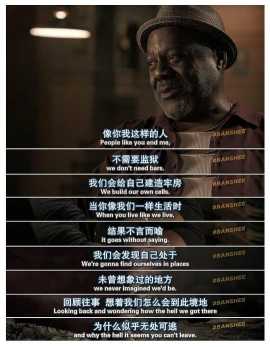 像你我这样的人
People like you and me,
#BANSHEE
不需要监狱
we don't need bars.
#BANSHEE
我们会给自己建造牢房
We build our own cells.
#BANSHEE
当你像我们一样生活时
When you live like we live,
#BANSHEE
结果不言而喻
It goes without saying.
#BANSHEE
我们会发现自己处于
We're gonna find ourselves in places
#BANSHEE
未曾想象过的地方
we never imagined we'd be.
#BANSHEE
回顾往事 想着我们怎么会到此境地
Looking back and wondering how the hell we got there
为什么似乎无处可逃
and why the hell it seems you can't leave.